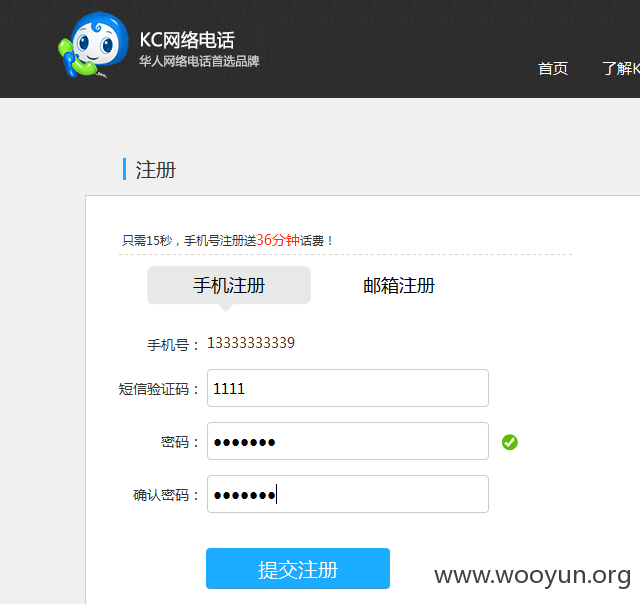 KC网络电话
华人网络电话首选品牌
首页 了解K
注册
只需15秒，手机号注册送36分钟话费！
手机注册 邮箱注册
手机号： 13333333339
短信验证码： 1111
密码： ●●●●●●●
确认密码： ●●●●●●●
提交注册
www.wooyun.org